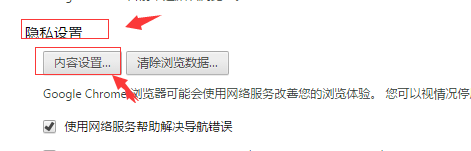 隐私设置
内容设置... 清除浏览数据...
Google Chrome 浏览器可能会使用网络服务改善您的浏览体验。 您可以视情况停用
使用网络服务帮助解决导航错误